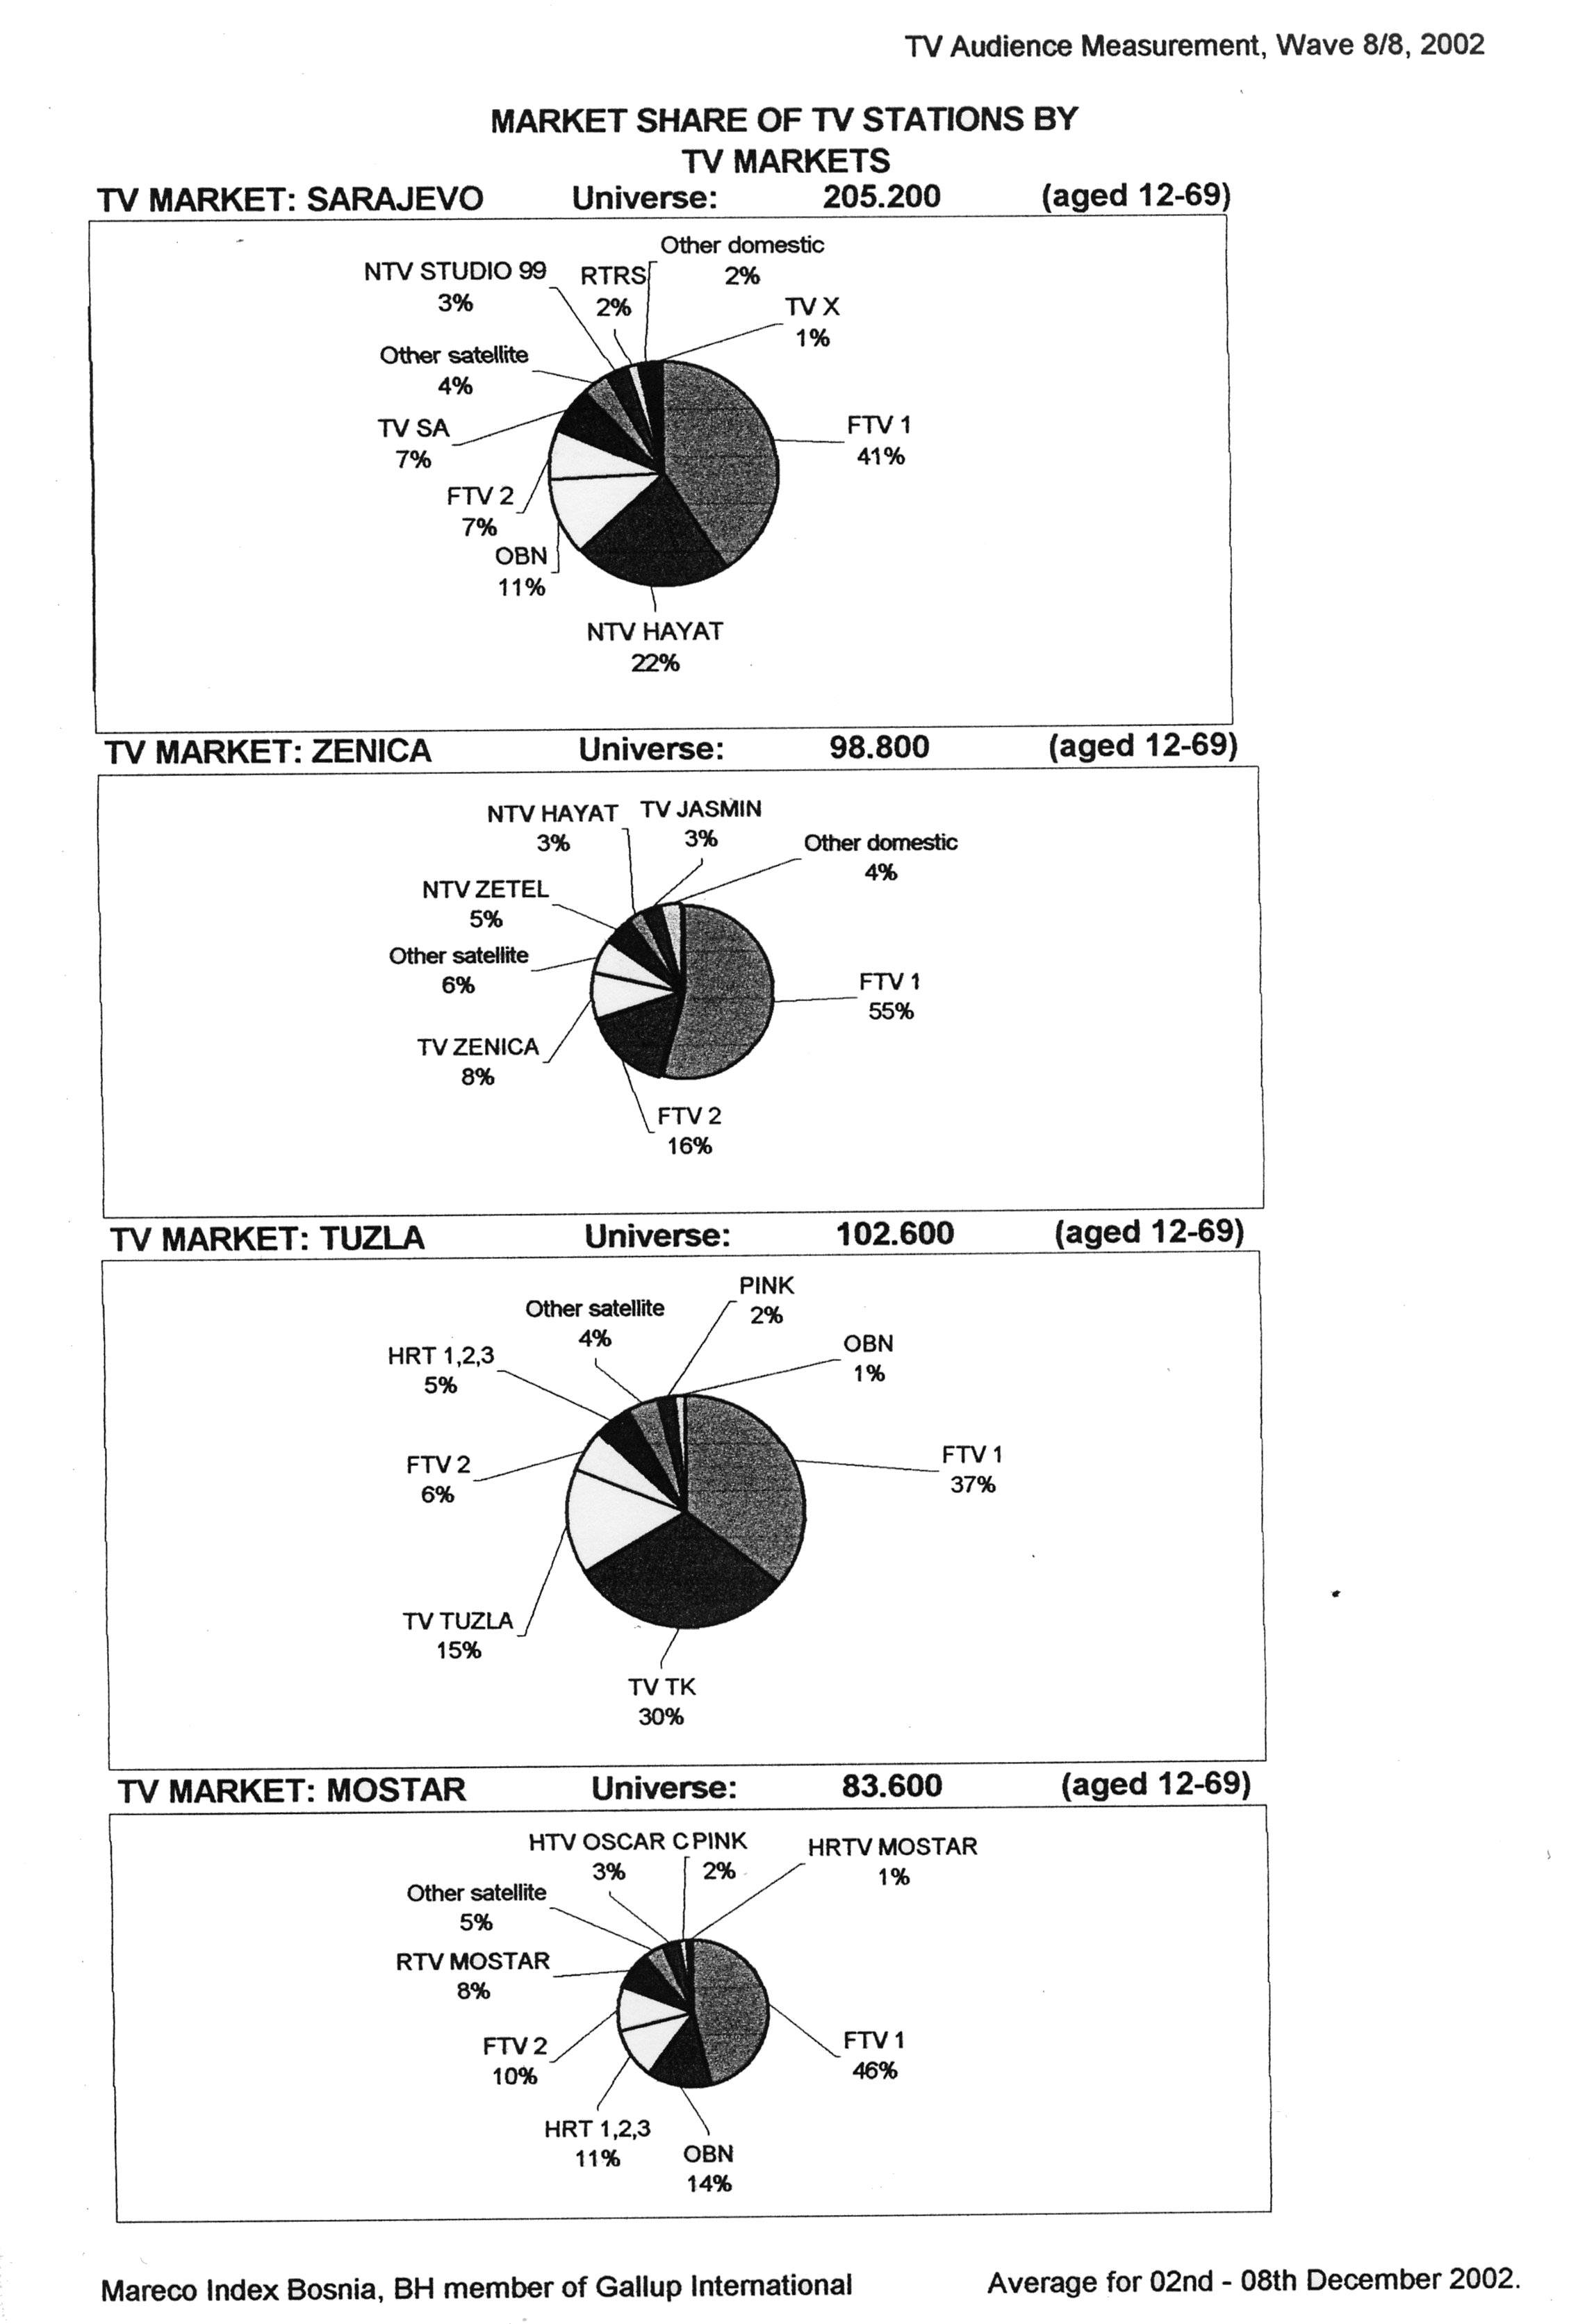 TV Audience Measurement, Wave 8/8, 2002
MARKET SHARE OF TV STATIONS BY
TV MARKETS
TV MARKET: SARAJEVO Universe: 205.200 (aged 12-69)
Other domestic
2%
NTV STUDIO 99
3%
RTRS
2%
TV X
1%
Other satellite
4%
TV SA
7%
FTV 1
41%
FTV 2
7%
OBN
11%
NTV HAYAT
22%
TV MARKET: ZENICA Universe: 98.800 (aged 12-69)
NTV HAYAT
3%
TV JASMIN
3%
Other domestic
4%
NTV ZETEL
5%
Other satellite
6%
FTV 1
55%
TV ZENICA
8%
FTV 2
16%
TV MARKET: TUZLA Universe: 102.600 (aged 12-69)
PINK
2%
Other satellite
4%
OBN
1%
HRT 1,2,3
5%
FTV 1
37%
FTV 2
6%
TV TUZLA
15%
TV TK
30%
TV MARKET: MOSTAR Universe: 83.600 (aged 12-69)
HTV OSCAR C
3%
PINK
2%
HRTV MOSTAR
1%
Other satellite
5%
RTV MOSTAR
8%
FTV 1
46%
FTV 2
10%
HRT 1,2,3
11%
OBN
14%
Mareco Index Bosnia, BH member of Gallup International
Average for 02nd - 08th December 2002.